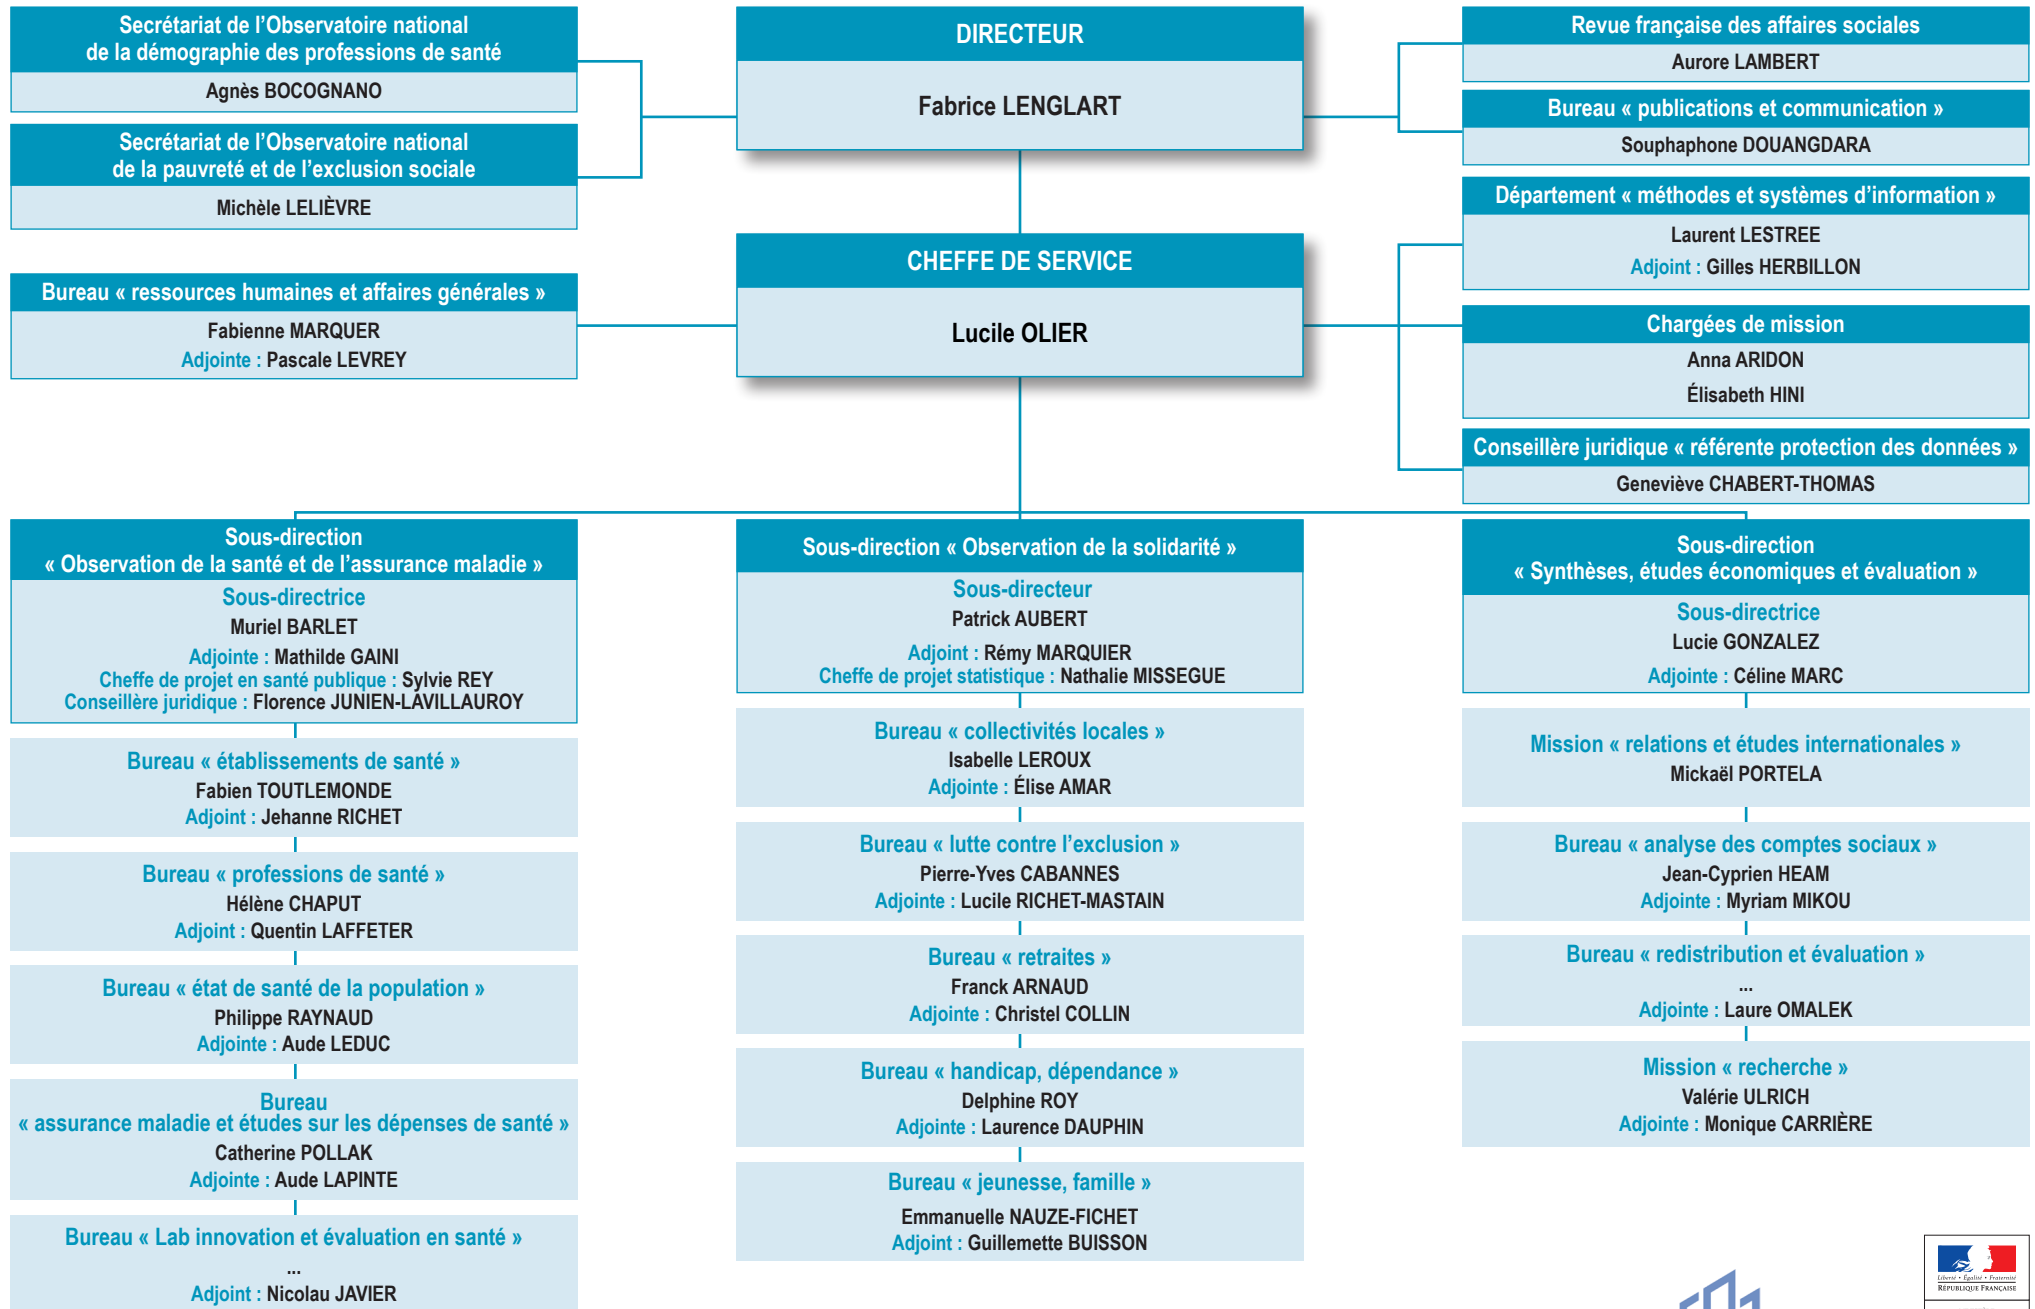 Secrétariat de l'Observatoire national
de la démographie des professions de santé
Agnès BOCOGNANO
Secrétariat de l'Observatoire national
de la pauvreté et de l'exclusion sociale
Michèle LELIÈVRE
DIRECTEUR
Fabrice LENGLART
Revue française des affaires sociales
Aurore LAMBERT
Bureau « publications et communication »
Souphaphone DOUANGDARA
Bureau « ressources humaines et affaires générales »
Fabienne MARQUER
Adjointe : Pascale LEVREY
CHEFFE DE SERVICE
Lucile OLIER
Département « méthodes et systèmes d'information »
Laurent LESTREE
Adjoint : Gilles HERBILLON
Chargées de mission
Anna ARIDON
Élisabeth HINI
Conseillère juridique « référente protection des données »
Geneviève CHABERT-THOMAS
Sous-direction
« Observation de la santé et de l'assurance maladie »
Sous-directrice
Muriel BARLET
Adjointe : Mathilde GAINI
Cheffe de projet en santé publique : Sylvie REY
Conseillère juridique : Florence JUNIEN-LAVILLAUROY
Bureau « établissements de santé »
Fabien TOUTLEMONDE
Adjoint : Jehanne RICHET
Bureau « professions de santé »
Hélène CHAPUT
Adjoint : Quentin LAFFETER
Bureau « état de santé de la population »
Philippe RAYNAUD
Adjointe : Aude LEDUC
Bureau
« assurance maladie et études sur les dépenses de santé »
Catherine POLLAK
Adjointe : Aude LAPINTE
Bureau « Lab innovation et évaluation en santé »
...
Adjoint : Nicolau JAVIER
Sous-direction « Observation de la solidarité »
Sous-directeur
Patrick AUBERT
Adjoint : Rémy MARQUIER
Cheffe de projet statistique : Nathalie MISSEGUE
Bureau « collectivités locales »
Isabelle LEROUX
Adjointe : Élise AMAR
Bureau « lutte contre l'exclusion »
Pierre-Yves CABANNES
Adjointe : Lucile RICHET-MASTAIN
Bureau « retraites »
Franck ARNAUD
Adjointe : Christel COLLIN
Bureau « handicap, dépendance »
Delphine ROY
Adjointe : Laurence DAUPHIN
Bureau « jeunesse, famille »
Emmanuelle NAUZE-FICHET
Adjoint : Guillemette BUISSON
Sous-direction
« Synthèses, études économiques et évaluation »
Sous-directrice
Lucie GONZALEZ
Adjointe : Céline MARC
Mission « relations et études internationales »
Mickaël PORTELA
Bureau « analyse des comptes sociaux »
Jean-Cyprien HEAM
Adjointe : Myriam MIKOU
Bureau « redistribution et évaluation »
...
Adjointe : Laure OMALEK
Mission « recherche »
Valérie ULRICH
Adjointe : Monique CARRIÈRE
Liberté • Égalité • Fraternité
RÉPUBLIQUE FRANÇAISE